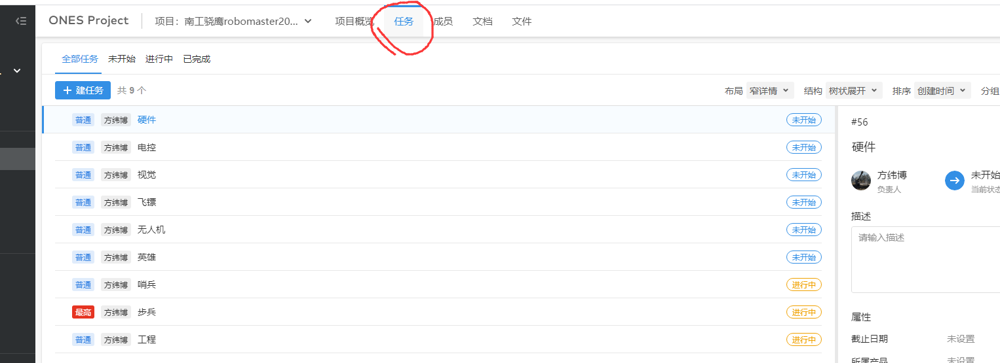 ONES Project 项目：南工骁鹰robomaster20... 项目概览 任务 成员 文档 文件
全部任务 未开始 进行中 已完成
+ 建任务 共 9 个 布局 窄详情 结构 树状展开 排序 创建时间 分组
普通 方纬博 硬件 未开始
普通 方纬博 电控 未开始
普通 方纬博 视觉 未开始
普通 方纬博 飞镖 未开始
普通 方纬博 无人机 未开始
普通 方纬博 英雄 未开始
普通 方纬博 哨兵 进行中
最高 方纬博 步兵 进行中
普通 方纬博 工程 进行中
#56
硬件
方纬博 未开始
负责人 当前状态
描述
请输入描述
属性
截止日期 未设置
所属产品 未设置